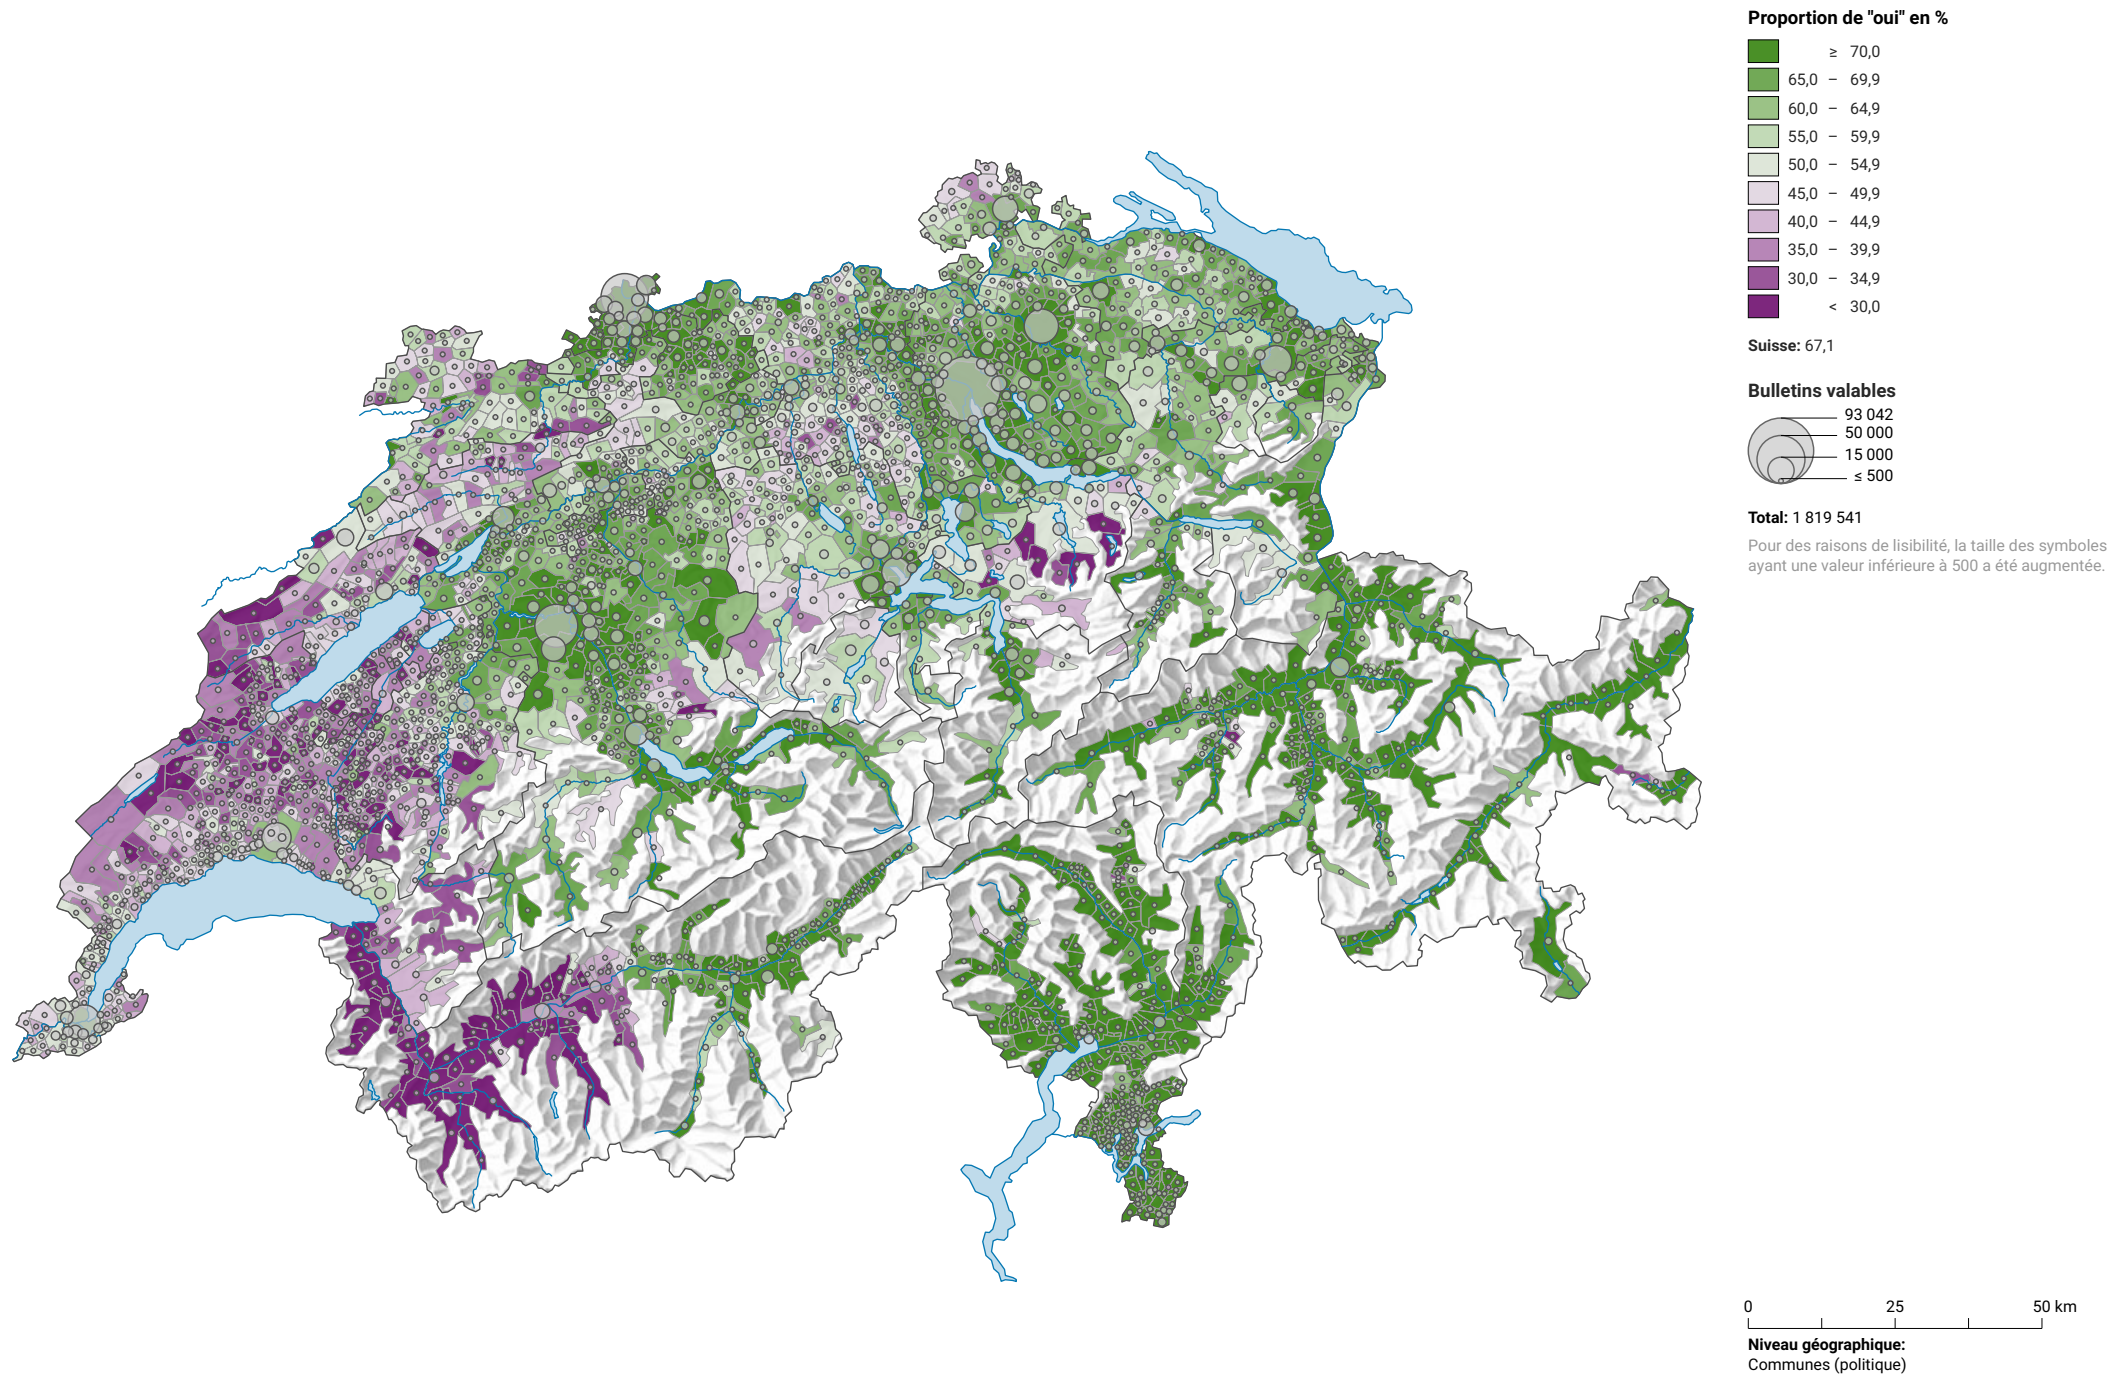 Proportion de "oui" en %
≥ 70,0
65,0 – 69,9
60,0 – 64,9
55,0 – 59,9
50,0 – 54,9
45,0 – 49,9
40,0 – 44,9
35,0 – 39,9
30,0 – 34,9
< 30,0
Suisse: 67,1
Bulletins valables
93 042
50 000
15 000
≤ 500
Total: 1 819 541
Pour des raisons de lisibilité, la taille des symboles
ayant une valeur inférieure à 500 a été augmentée.
0 25 50 km
Niveau géographique:
Communes (politique)